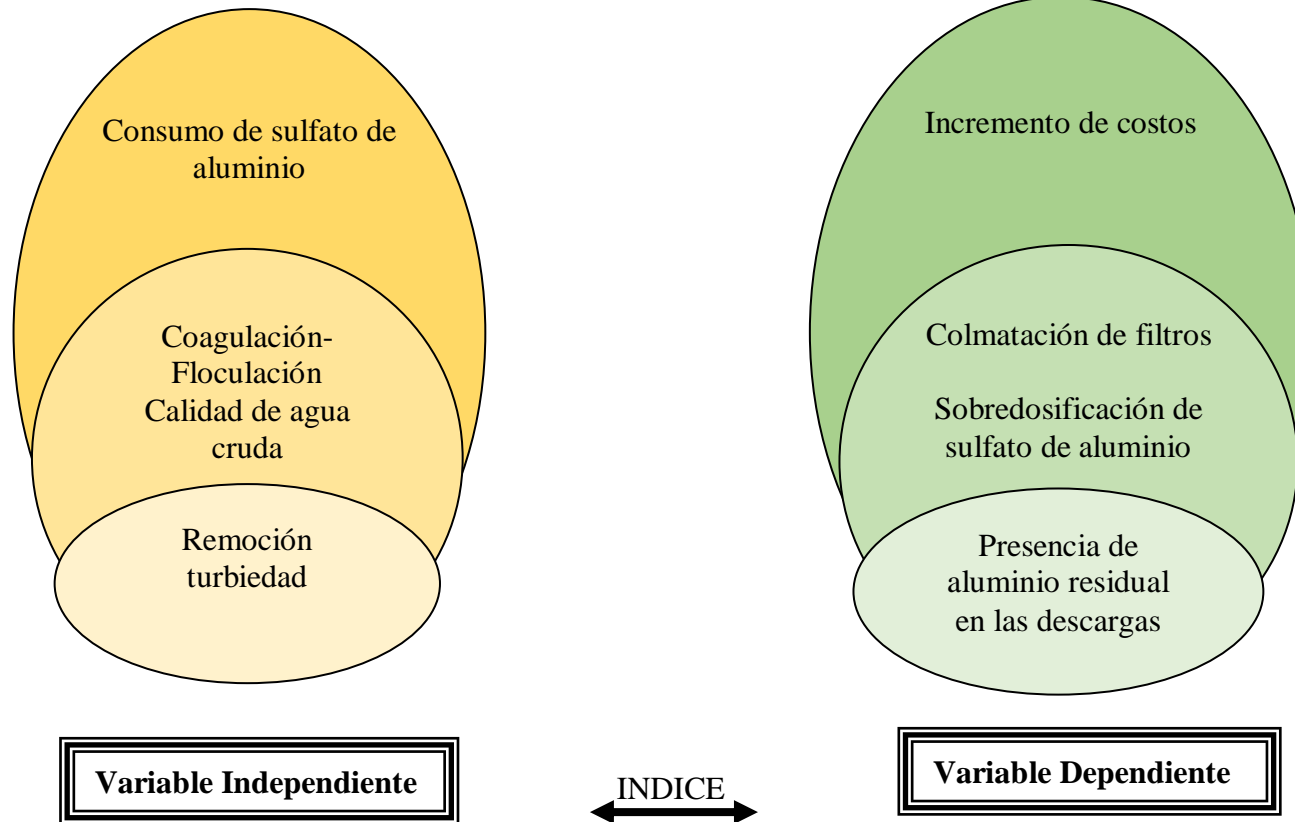 Consumo de sulfato de
aluminio
Coagulación-
Floculación
Calidad de agua
cruda
Remoción
turbiedad
Variable Independiente
INDICE
Incremento de costos
Colmatación de filtros
Sobredosificación de
sulfato de aluminio
Presencia de
aluminio residual
en las descargas
Variable Dependiente